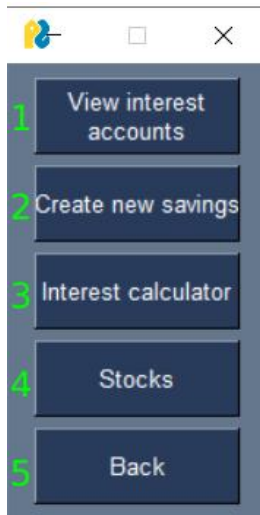 1 View interest
accounts
2 Create new savings
3 Interest calculator
4 Stocks
5 Back